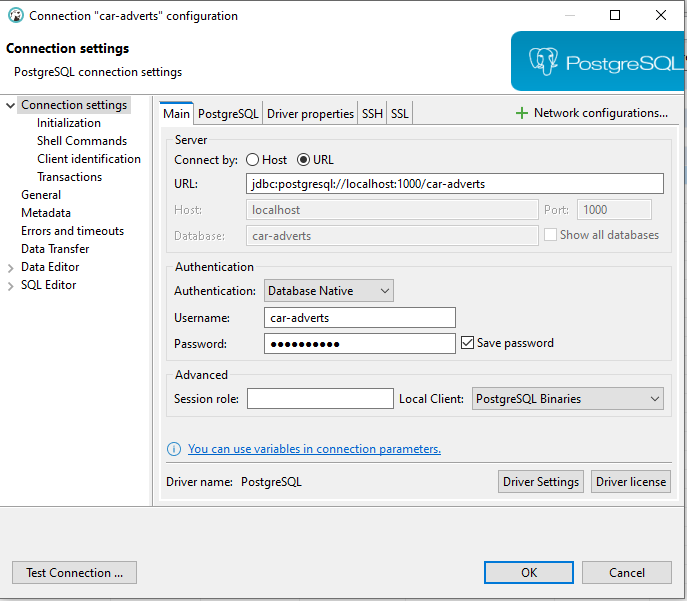 Connection "car-adverts" configuration
Connection settings
PostgreSQL connection settings
PostgreSQL
Connection settings
Initialization
Shell Commands
Client identification
Transactions
General
Metadata
Errors and timeouts
Data Transfer
Data Editor
SQL Editor
Main PostgreSQL Driver properties SSH SSL Network configurations...
Server
Connect by: Host URL
URL: jdbc:postgresql://localhost:1000/car-adverts
Host: localhost Port: 1000
Database: car-adverts Show all databases
Authentication
Authentication: Database Native
Username: car-adverts
Password: ●●●●●●●●●● Save password
Advanced
Session role: Local Client: PostgreSQL Binaries
You can use variables in connection parameters.
Driver name: PostgreSQL Driver Settings Driver license
Test Connection ... OK Cancel